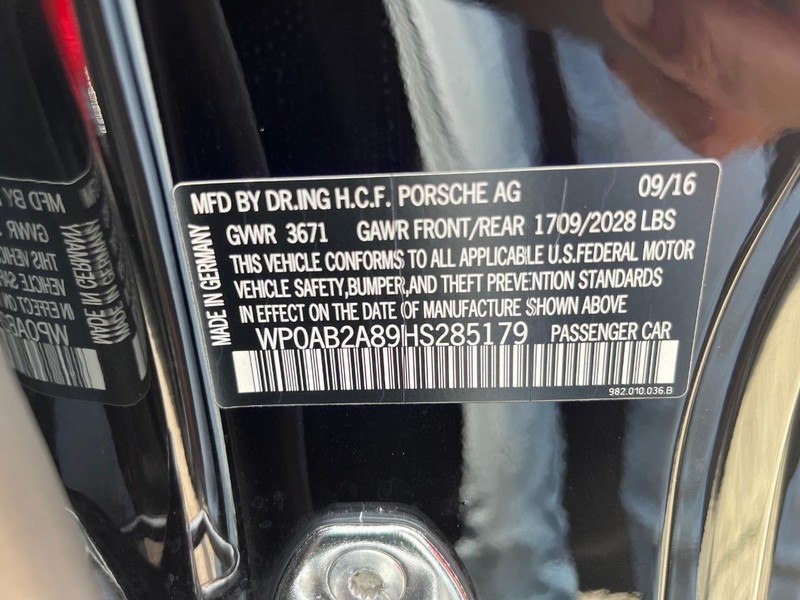 MFD BY DR.ING H.C.F. PORSCHE AG 09/16
GVWR 3671 GAWR FRONT/REAR 1709/2028 LBS
THIS VEHICLE CONFORMS TO ALL APPLICABLE U.S.FEDERAL MOTOR
VEHICLE SAFETY,BUMPER,AND THEFT PREVENTION STANDARDS
IN EFFECT ON THE DATE OF MANUFACTURE SHOWN ABOVE
WP0AB2A89HS285179 PASSENGER CAR
982.010.036.B
MADE IN GERMANY